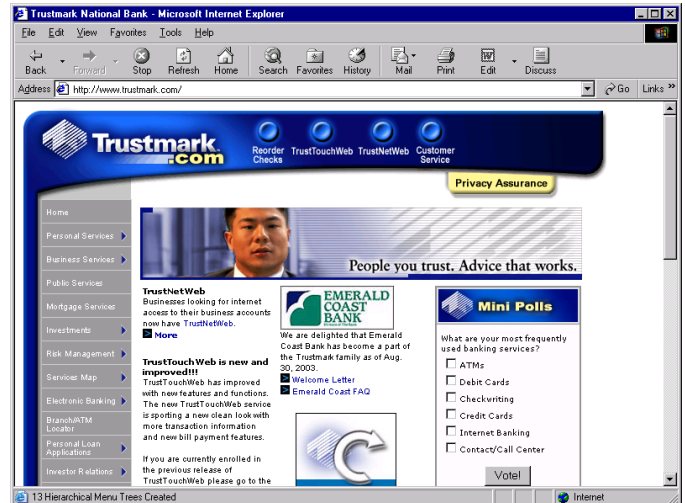 Trustmark National Bank - Microsoft Internet Explorer
File Edit View Favorites Tools Help
Back Forward Stop Refresh Home Search Favorites History Mail Print Edit Discuss
Address http://www.trustmark.com/ Go Links »
Trustmark
.com
Reorder Checks
TrustTouchWeb
TrustNetWeb
Customer Service
Privacy Assurance
Home
Personal Services
Business Services
Public Services
Mortgage Services
Investments
Risk Management
Services Map
Electronic Banking
Branch/ATM
Locator
Personal Loan
Applications
Investor Relations
People you trust. Advice that works.
TrustNetWeb
Businesses looking for internet
access to their business accounts
now have TrustNetWeb.
More
TrustTouchWeb is new and
improved!!!
TrustTouchWeb has improved
with new features and functions.
The new TrustTouchWeb service
is sporting a new clean look with
more transaction information
and new bill payment features.
If you are currently enrolled in
the previous release of
TrustTouchWeb please go to the
EMERALD
COAST
BANK
We are delighted that Emerald
Coast Bank has become a part of
the Trustmark family as of Aug.
30, 2003.
Welcome Letter
Emerald Coast FAQ
Mini Polls
What are your most frequently
used banking services?
ATMs
Debit Cards
Checkwriting
Credit Cards
Internet Banking
Contact/Call Center
Vote!
13 Hierarchical Menu Trees Created
Internet